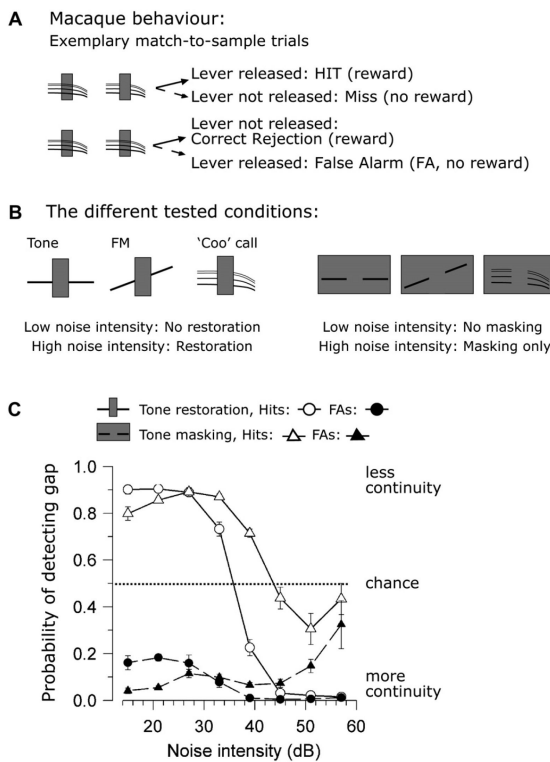 A Macaque behaviour:
Exemplary match-to-sample trials
Lever released: HIT (reward)
Lever not released: Miss (no reward)
Lever not released:
Correct Rejection (reward)
Lever released: False Alarm (FA, no reward)
B The different tested conditions:
Tone FM ‘Coo’ call
Low noise intensity: No restoration
High noise intensity: Restoration
Low noise intensity: No masking
High noise intensity: Masking only
C
Tone restoration, Hits: FAs:
Tone masking, Hits: FAs:
Probability of detecting gap
1.0
0.8
0.6
0.4
0.2
0.0
less
continuity
chance
more
continuity
21 30 39 50 60
Noise intensity (dB)